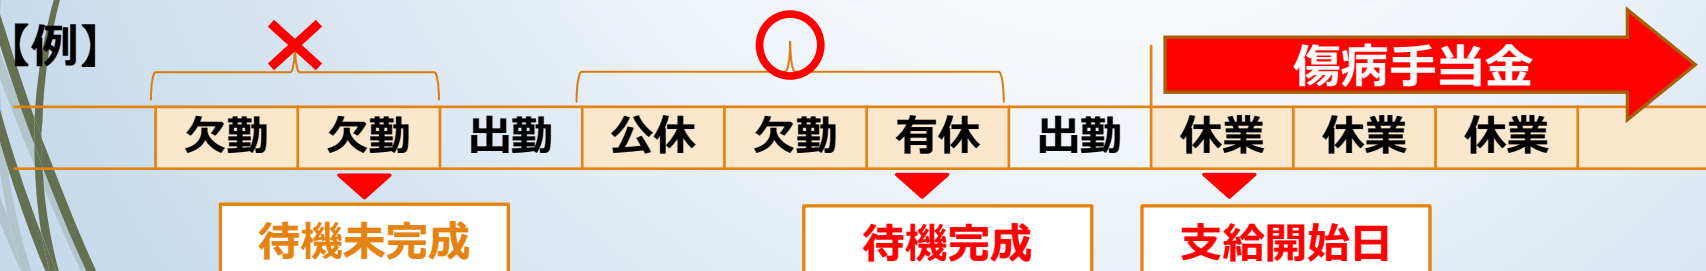 【例】
傷病手当金
欠勤 欠勤 出勤 公休 欠勤 有休 出勤 休業 休業 休業
待機未完成 待機完成 支給開始日